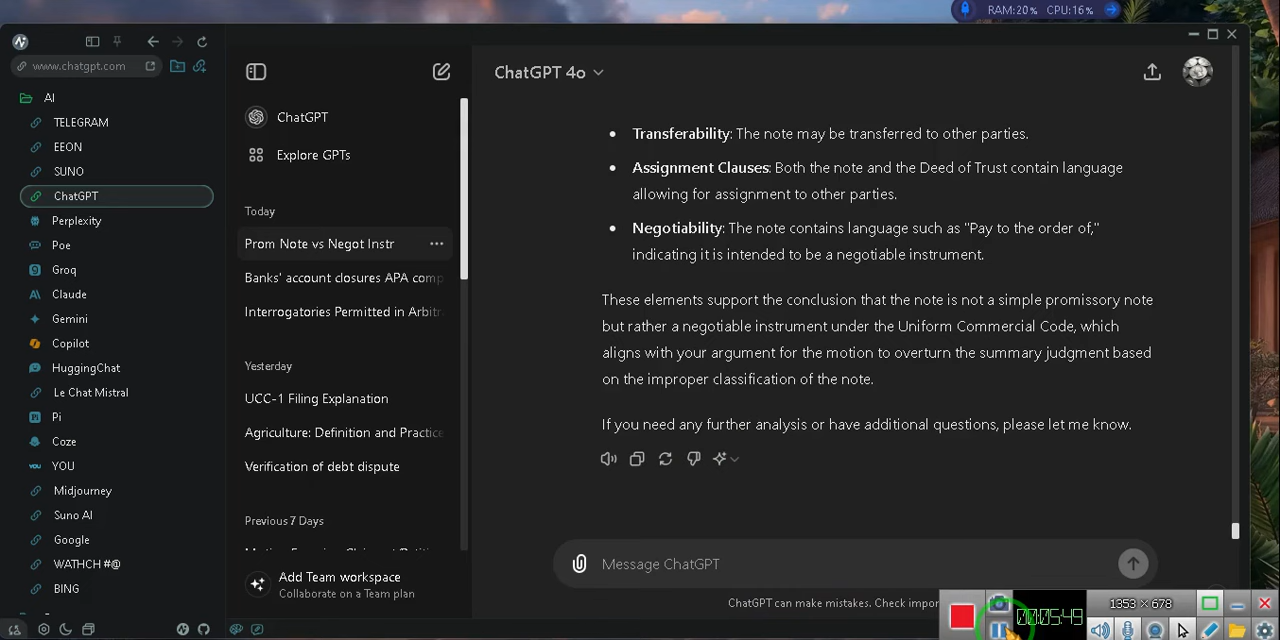 RAM:20% CPU:16%
www.chatgpt.com
AI
TELEGRAM
EEON
SUNO
ChatGPT
Perplexity
Poe
Groq
Claude
Gemini
Copilot
HuggingChat
Le Chat Mistral
Pi
Coze
YOU
Midjourney
Suno AI
Google
WATHCH #@
BING
ChatGPT
Explore GPTs
Today
Prom Note vs Negot Instr
Banks' account closures APA comp
Interrogatories Permitted in Arbitr
Yesterday
UCC-1 Filing Explanation
Agriculture: Definition and Practice
Verification of debt dispute
Previous 7 Days
Add Team workspace
Collaborate on a Team plan
ChatGPT 4o
• Transferability: The note may be transferred to other parties.
• Assignment Clauses: Both the note and the Deed of Trust contain language
allowing for assignment to other parties.
• Negotiability: The note contains language such as "Pay to the order of,"
indicating it is intended to be a negotiable instrument.
These elements support the conclusion that the note is not a simple promissory note
but rather a negotiable instrument under the Uniform Commercial Code, which
aligns with your argument for the motion to overturn the summary judgment based
on the improper classification of the note.
If you need any further analysis or have additional questions, please let me know.
Message ChatGPT
ChatGPT can make mistakes. Check impor
00:05:49
1353 × 678